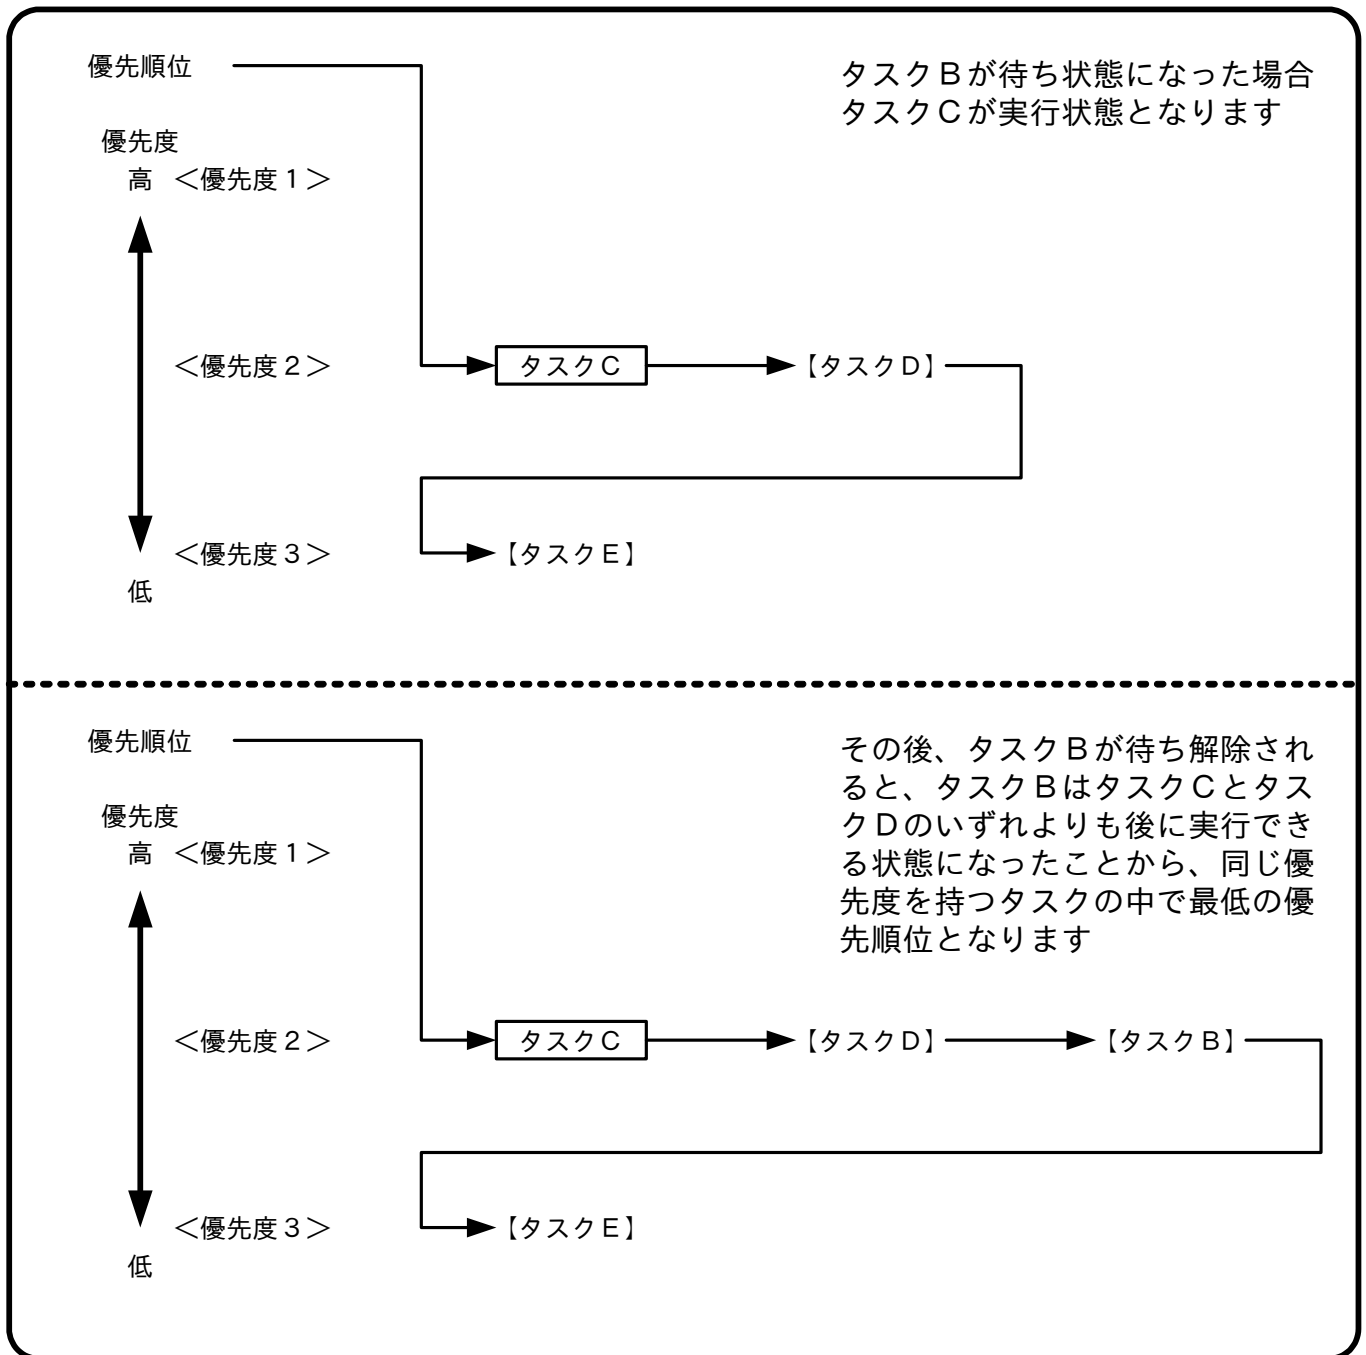 優先順位
タスクBが待ち状態になった場合
タスクCが実行状態となります
優先度
高 <優先度1>
<優先度2>
タスクC
【タスクD】
<優先度3>
【タスクE】
低
優先順位
その後、タスクBが待ち解除され
ると、タスクBはタスクCとタス
クDのいずれよりも後に実行でき
る状態になったことから、同じ優
先度を持つタスクの中で最低の優
先順位となります
優先度
高 <優先度1>
<優先度2>
タスクC
【タスクD】
【タスクB】
<優先度3>
【タスクE】
低